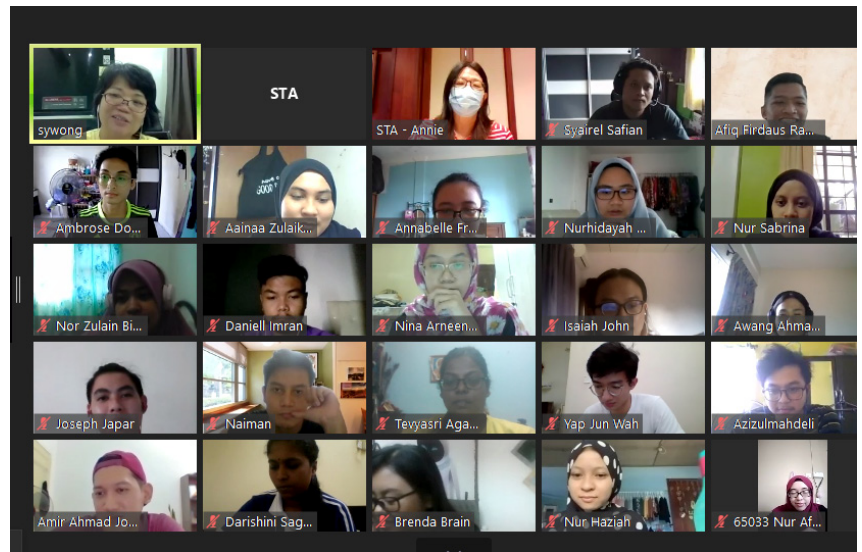 sywong
STA
STA - Annie
Syairel Safian
Afiq Firdaus Ra...
Ambrose Do...
Aainaa Zulaik...
Annabelle Fr...
Nurhidayah ...
Nur Sabrina
Nor Zulain Bi...
Daniell Imran
Nina Arneen...
Isaiah John
Awang Ahma...
Joseph Japar
Naiman
Tevyasri Aga...
Yap Jun Wah
Azizulmahdeli
Amir Ahmad Jo...
Darishini Sag...
Brenda Brain
Nur Haziah
65033 Nur Af...